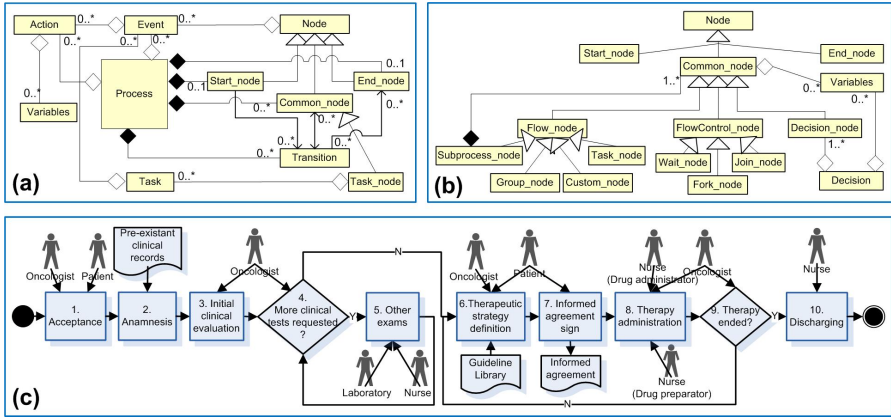 Action
0..*
Event
0..*
Node
0..*
0..*
0..*
0..1
Process
0..1
Start_node
End_node
0..*
Variables
Common_node
0..*
0..*
0..*
0..*
0..*
Transition
Task
0..*
Task_node
(a)
Node
Start_node
End_node
Common_node
1..*
0..*
Variables
0..*
Flow_node
FlowControl_node
Decision_node
Subprocess_node
Task_node
Wait_node
Join_node
1..*
0..*
Group_node
Custom_node
Fork_node
Decision
(b)
Pre-existant
clinical
records
Oncologist
Patient
Oncologist
N
Oncologist
Patient
Nurse
(Drug administrator)
Oncologist
Nurse
1.
Acceptance
2.
Anamnesis
3. Initial
clinical
evaluation
4.
More clinical
tests requested
?
Y
5. Other
exams
6.Therapeutic
strategy
definition
7. Informed
agreement
sign
8. Therapy
administration
9. Therapy
ended?
Y
10.
Discharging
Laboratory
Nurse
Guideline
Library
Informed
agreement
Nurse
(Drug preparator)
N
(c)